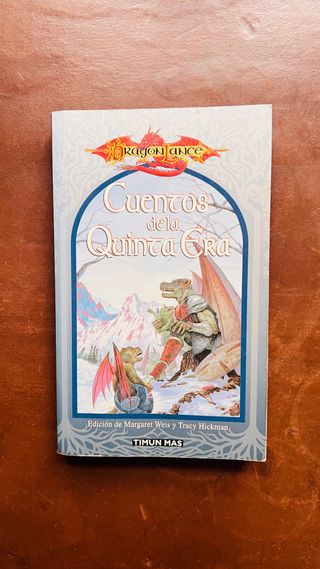 DragonLance
Cuentos
de la
Quinta Era
Edición de Margaret Weis y Tracy Hickman
TIMUN MAS